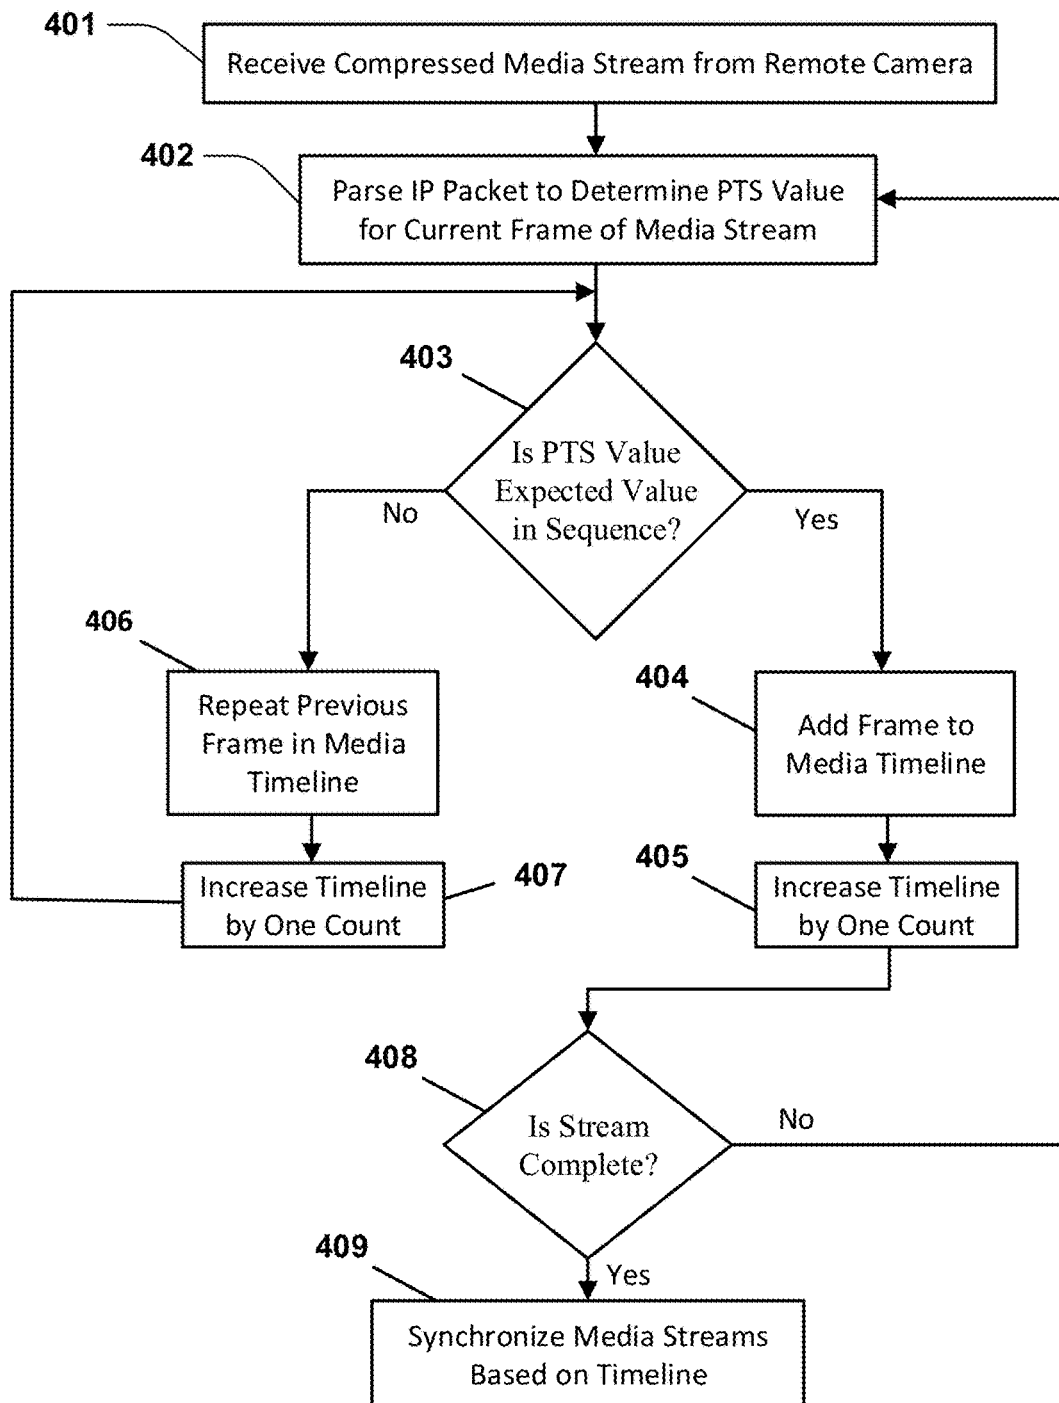 401
Receive Compressed Media Stream from Remote Camera
402
Parse IP Packet to Determine PTS Value
for Current Frame of Media Stream
403
Is PTS Value
Expected Value
in Sequence?
No
Yes
406
Repeat Previous
Frame in Media
Timeline
404
Add Frame to
Media Timeline
407
Increase Timeline
by One Count
405
Increase Timeline
by One Count
408
Is Stream
Complete?
No
Yes
409
Synchronize Media Streams
Based on Timeline